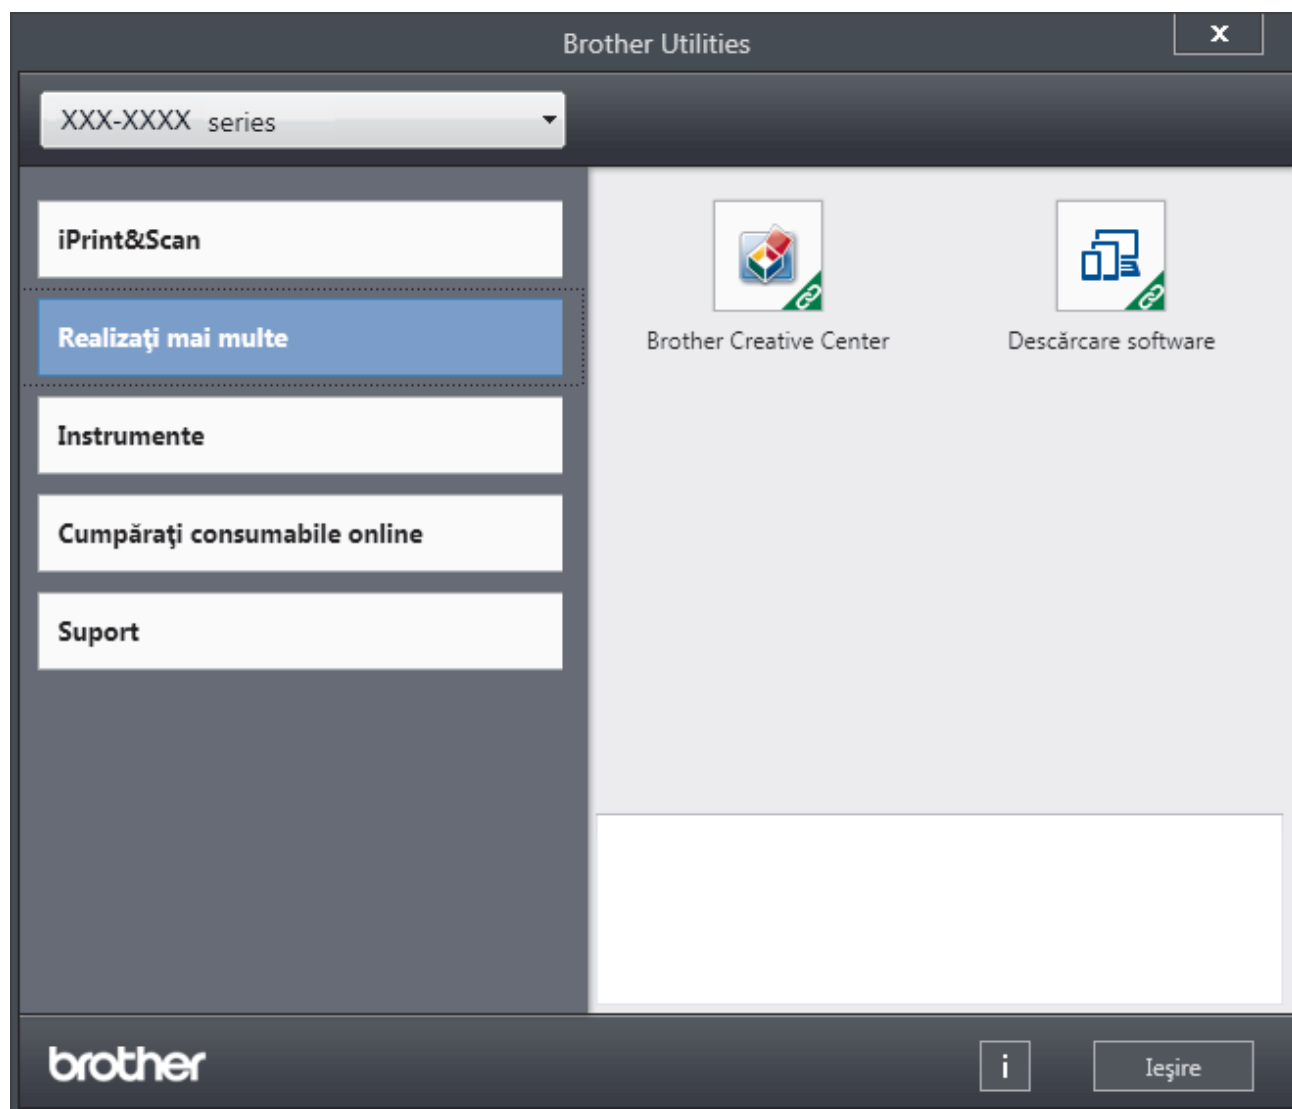 Brother Utilities
x
XXX-XXXX series
iPrint&Scan
Realizaţi mai multe
Instrumente
Cumpăraţi consumabile online
Suport
Brother Creative Center
Descărcare software
brother
i
Ieşire